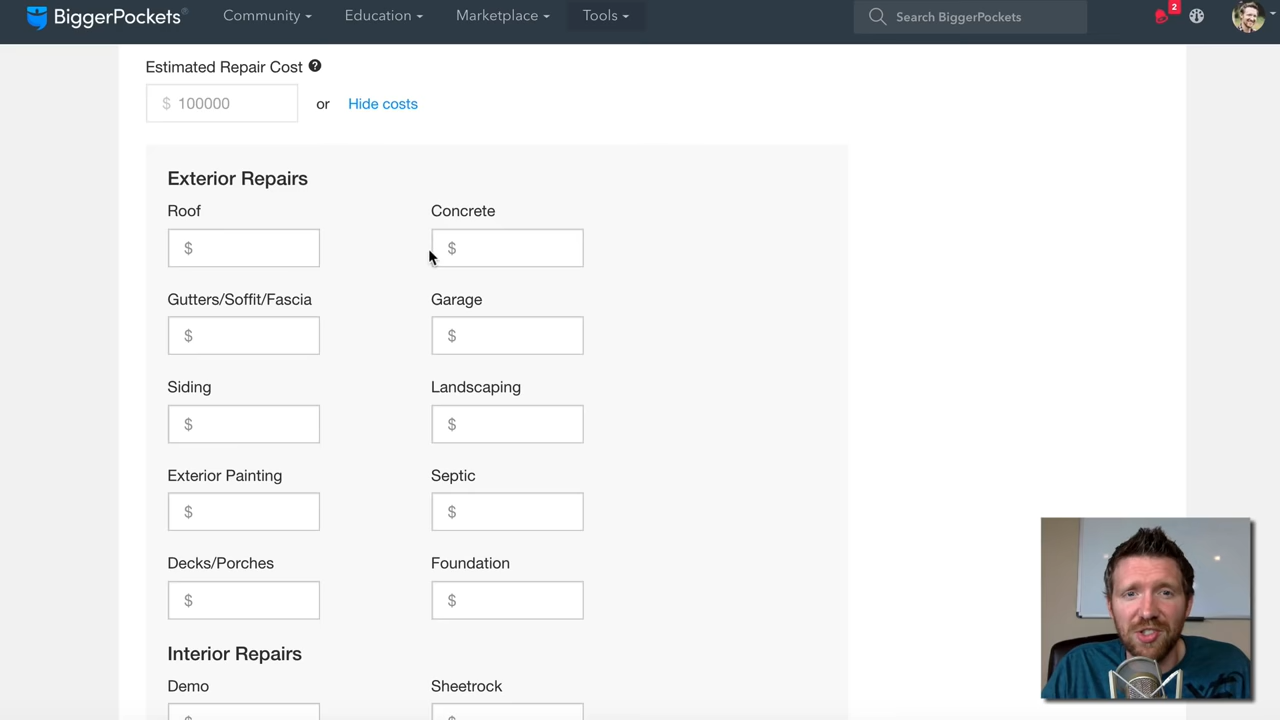 BiggerPockets®
Community
Education
Marketplace
Tools
Search BiggerPockets
2
Estimated Repair Cost ?
$ 100000 or Hide costs
Exterior Repairs
Roof Concrete
$ $
Gutters/Soffit/Fascia Garage
$ $
Siding Landscaping
$ $
Exterior Painting Septic
$ $
Decks/Porches Foundation
$ $
Interior Repairs
Demo Sheetrock